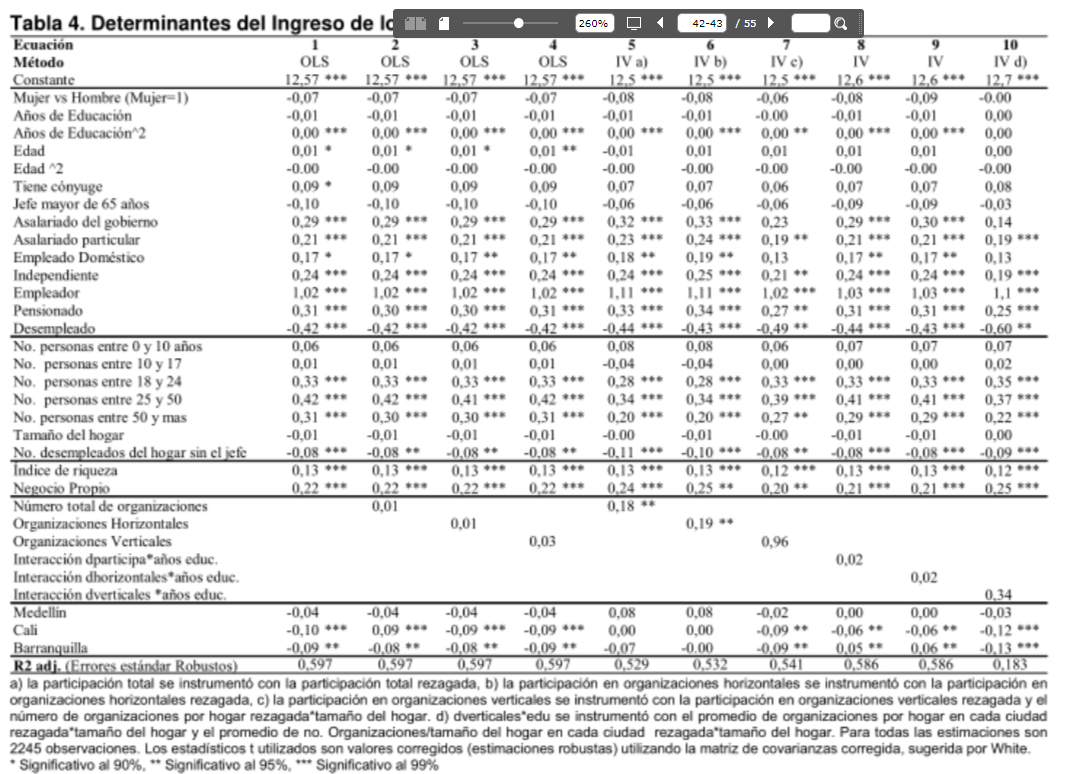 Tabla 4. Determinantes del Ingreso de lo
260% 42-43 / 55
Ecuación 1 2 3 4 5 6 7 8 9 10
Método OLS OLS OLS OLS IV a) IV b) IV c) IV IV IV d)
Constante 12,57 *** 12,57 *** 12,57 *** 12,57 *** 12,5 *** 12,5 *** 12,5 *** 12,6 *** 12,6 *** 12,7 ***
Mujer vs Hombre (Mujer=1) -0,07 -0,07 -0,07 -0,07 -0,08 -0,08 -0,06 -0,08 -0,09 -0.00
Años de Educación -0,01 -0,01 -0,01 -0,01 -0,01 -0,01 -0.00 -0,01 -0,01 0,00
Años de Educación^2 0,00 *** 0,00 *** 0,00 *** 0,00 *** 0,00 *** 0,00 *** 0,00 ** 0,00 *** 0,00 *** 0,00
Edad 0,01 * 0,01 * 0,01 * 0,01 ** -0,01 0,01 0,01 0,01 0,01 0,00
Edad ^2 -0.00 -0.00 -0.00 -0.00 -0.00 -0.00 -0.00 -0.00 -0.00 -0.00
Tiene cónyuge 0,09 * 0,09 0,09 0,09 0,07 0,07 0,06 0,07 0,07 0,08
Jefe mayor de 65 años -0,10 -0,10 -0,10 -0,10 -0,06 -0,06 -0,06 -0,09 -0,09 -0,03
Asalariado del gobierno 0,29 *** 0,29 *** 0,29 *** 0,29 *** 0,32 *** 0,33 *** 0,23 0,29 *** 0,30 *** 0,14
Asalariado particular 0,21 *** 0,21 *** 0,21 *** 0,21 *** 0,23 *** 0,24 *** 0,19 ** 0,21 *** 0,21 *** 0,19 ***
Empleado Doméstico 0,17 * 0,17 * 0,17 ** 0,17 ** 0,18 ** 0,19 ** 0,13 0,17 ** 0,17 ** 0,13
Independiente 0,24 *** 0,24 *** 0,24 *** 0,24 *** 0,24 *** 0,25 *** 0,21 ** 0,24 *** 0,24 *** 0,19 ***
Empleador 1,02 *** 1,02 *** 1,02 *** 1,02 *** 1,11 *** 1,11 *** 1,02 *** 1,03 *** 1,03 *** 1,1 ***
Pensionado 0,31 *** 0,30 *** 0,30 *** 0,31 *** 0,33 *** 0,34 *** 0,27 ** 0,31 *** 0,31 *** 0,25 ***
Desempleado -0,42 *** -0,42 *** -0,42 *** -0,42 *** -0,44 *** -0,43 *** -0,49 ** -0,44 *** -0,43 *** -0,60 **
No. personas entre 0 y 10 años 0,06 0,06 0,06 0,06 0,08 0,08 0,06 0,07 0,07 0,07
No. personas entre 10 y 17 0,01 0,01 0,01 0,01 -0,04 -0,04 0,00 0,00 0,00 0,02
No. personas entre 18 y 24 0,33 *** 0,33 *** 0,33 *** 0,33 *** 0,28 *** 0,28 *** 0,33 *** 0,33 *** 0,33 *** 0,35 ***
No. personas entre 25 y 50 0,42 *** 0,42 *** 0,41 *** 0,42 *** 0,34 *** 0,34 *** 0,39 *** 0,41 *** 0,41 *** 0,37 ***
No. personas entre 50 y mas 0,31 *** 0,30 *** 0,30 *** 0,31 *** 0,20 *** 0,20 *** 0,27 ** 0,29 *** 0,29 *** 0,22 ***
Tamaño del hogar -0,01 -0,01 -0,01 -0,01 -0.00 -0,01 -0.00 -0,01 -0,01 0,00
No. desempleados del hogar sin el jefe -0,08 *** -0,08 ** -0,08 ** -0,08 ** -0,11 *** -0,10 *** -0,08 ** -0,08 *** -0,08 *** -0,09 ***
Índice de riqueza 0,13 *** 0,13 *** 0,13 *** 0,13 *** 0,13 *** 0,13 *** 0,12 *** 0,13 *** 0,13 *** 0,12 ***
Negocio Propio 0,22 *** 0,22 *** 0,22 *** 0,22 *** 0,24 *** 0,25 ** 0,20 ** 0,21 *** 0,21 *** 0,25 ***
Número total de organizaciones 0,01 0,18 **
Organizaciones Horizontales 0,01 0,19 **
Organizaciones Verticales 0,03 0,96
Interacción dparticipa*años educ. 0,02
Interacción dhorizontales*años educ. 0,02
Interacción dverticales *años educ. 0,34
Medellín -0,04 -0,04 -0,04 -0,04 0,08 0,08 -0,02 0,00 0,00 -0,03
Cali -0,10 *** 0,09 *** -0,09 *** -0,09 *** 0,00 0,00 -0,09 ** -0,06 ** -0,06 ** -0,12 ***
Barranquilla -0,09 ** -0,08 ** -0,08 ** -0,09 ** -0,07 -0.00 -0,09 ** 0,05 ** 0,06 ** -0,13 ***
R2 adj. (Errores estándar Robustos) 0,597 0,597 0,597 0,597 0,529 0,532 0,541 0,586 0,586 0,183
a) la participación total se instrumentó con la participación total rezagada, b) la participación en organizaciones horizontales se instrumentó con la participación en
organizaciones horizontales rezagada, c) la participación en organizaciones verticales se instrumentó con la participación en organizaciones verticales rezagada y el
número de organizaciones por hogar rezagada*tamaño del hogar. d) dverticales*edu se instrumentó con el promedio de organizaciones por hogar en cada ciudad
rezagada*tamaño del hogar y el promedio de no. Organizaciones/tamaño del hogar en cada ciudad rezagada*tamaño del hogar. Para todas las estimaciones son
2245 observaciones. Los estadísticos t utilizados son valores corregidos (estimaciones robustas) utilizando la matriz de covarianzas corregida, sugerida por White.
* Significativo al 90%, ** Significativo al 95%, *** Significativo al 99%